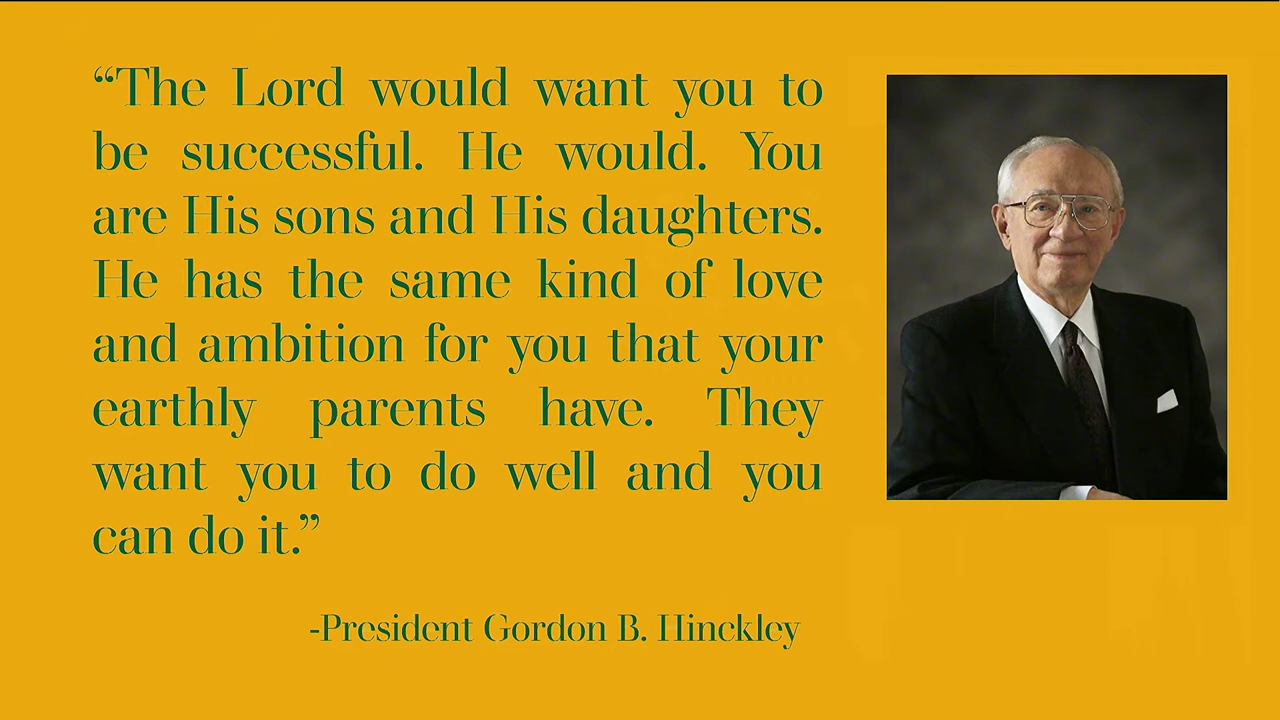 “The Lord would want you to
be successful. He would. You
are His sons and His daughters.
He has the same kind of love
and ambition for you that your
earthly parents have. They
want you to do well and you
can do it.”
-President Gordon B. Hinckley